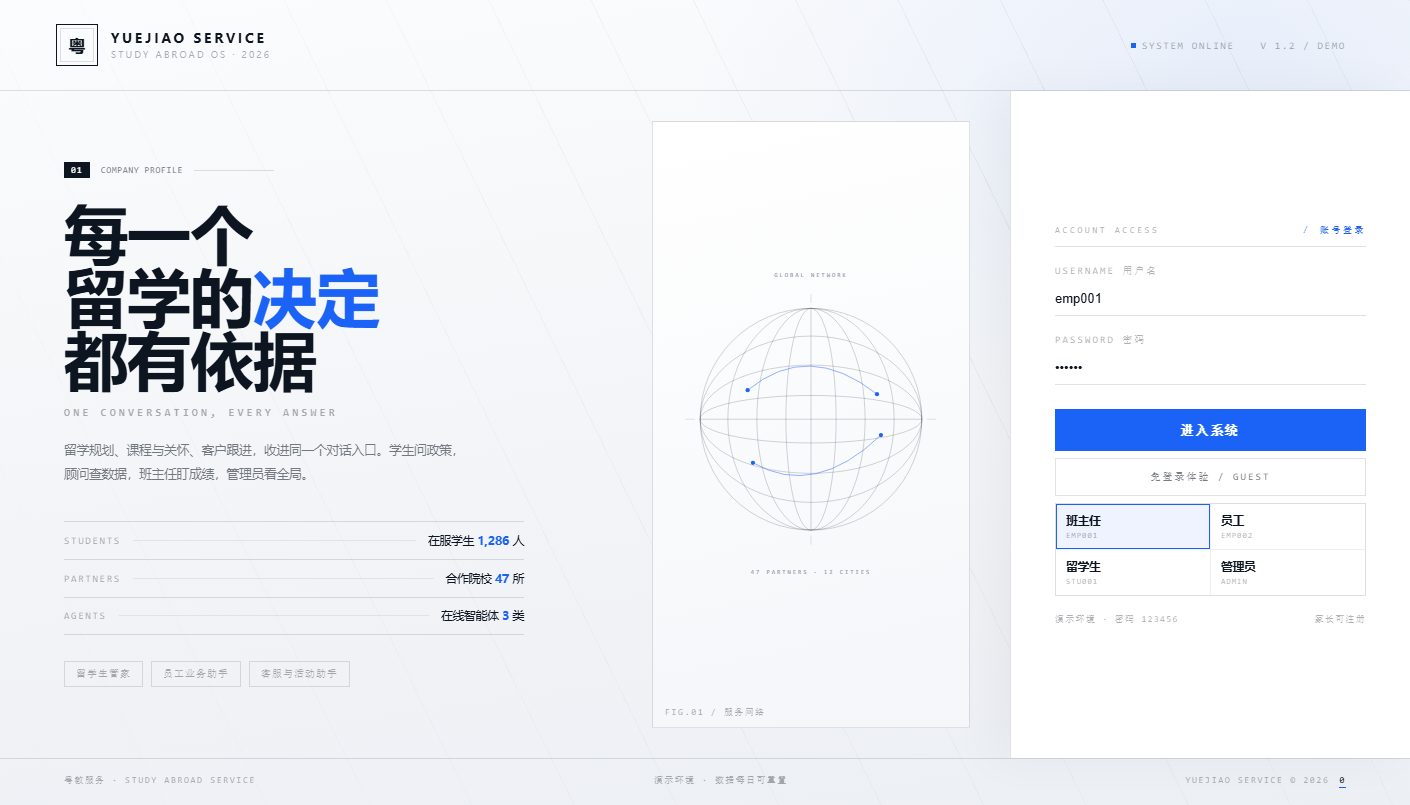 粤
YUEJIAO SERVICE
STUDY ABROAD OS · 2026
SYSTEM ONLINE
V 1.2 / DEMO
01 COMPANY PROFILE
每一个
留学的决定
都有依据
ONE CONVERSATION, EVERY ANSWER
留学规划、课程与关怀、客户跟进，收进同一个对话入口。学生问政策，
顾问查数据，班主任盯成绩，管理员看全局。
STUDENTS 在服学生 1,286 人
PARTNERS 合作院校 47 所
AGENTS 在线智能体 3 类
留学生管家 员工业务助手 客服与活动助手
GLOBAL NETWORK
47 PARTNERS · 12 CITIES
FIG.01 / 服务网络
ACCOUNT ACCESS / 账号登录
USERNAME 用户名
emp001
PASSWORD 密码
••••••
进入系统
免登录体验 / GUEST
班主任
EMP001
员工
EMP002
留学生
STU001
管理员
ADMIN
演示环境 · 密码 123456 家长可注册
粤教服务 · STUDY ABROAD SERVICE
演示环境 · 数据每日可重置
YUEJIAO SERVICE © 2026 0